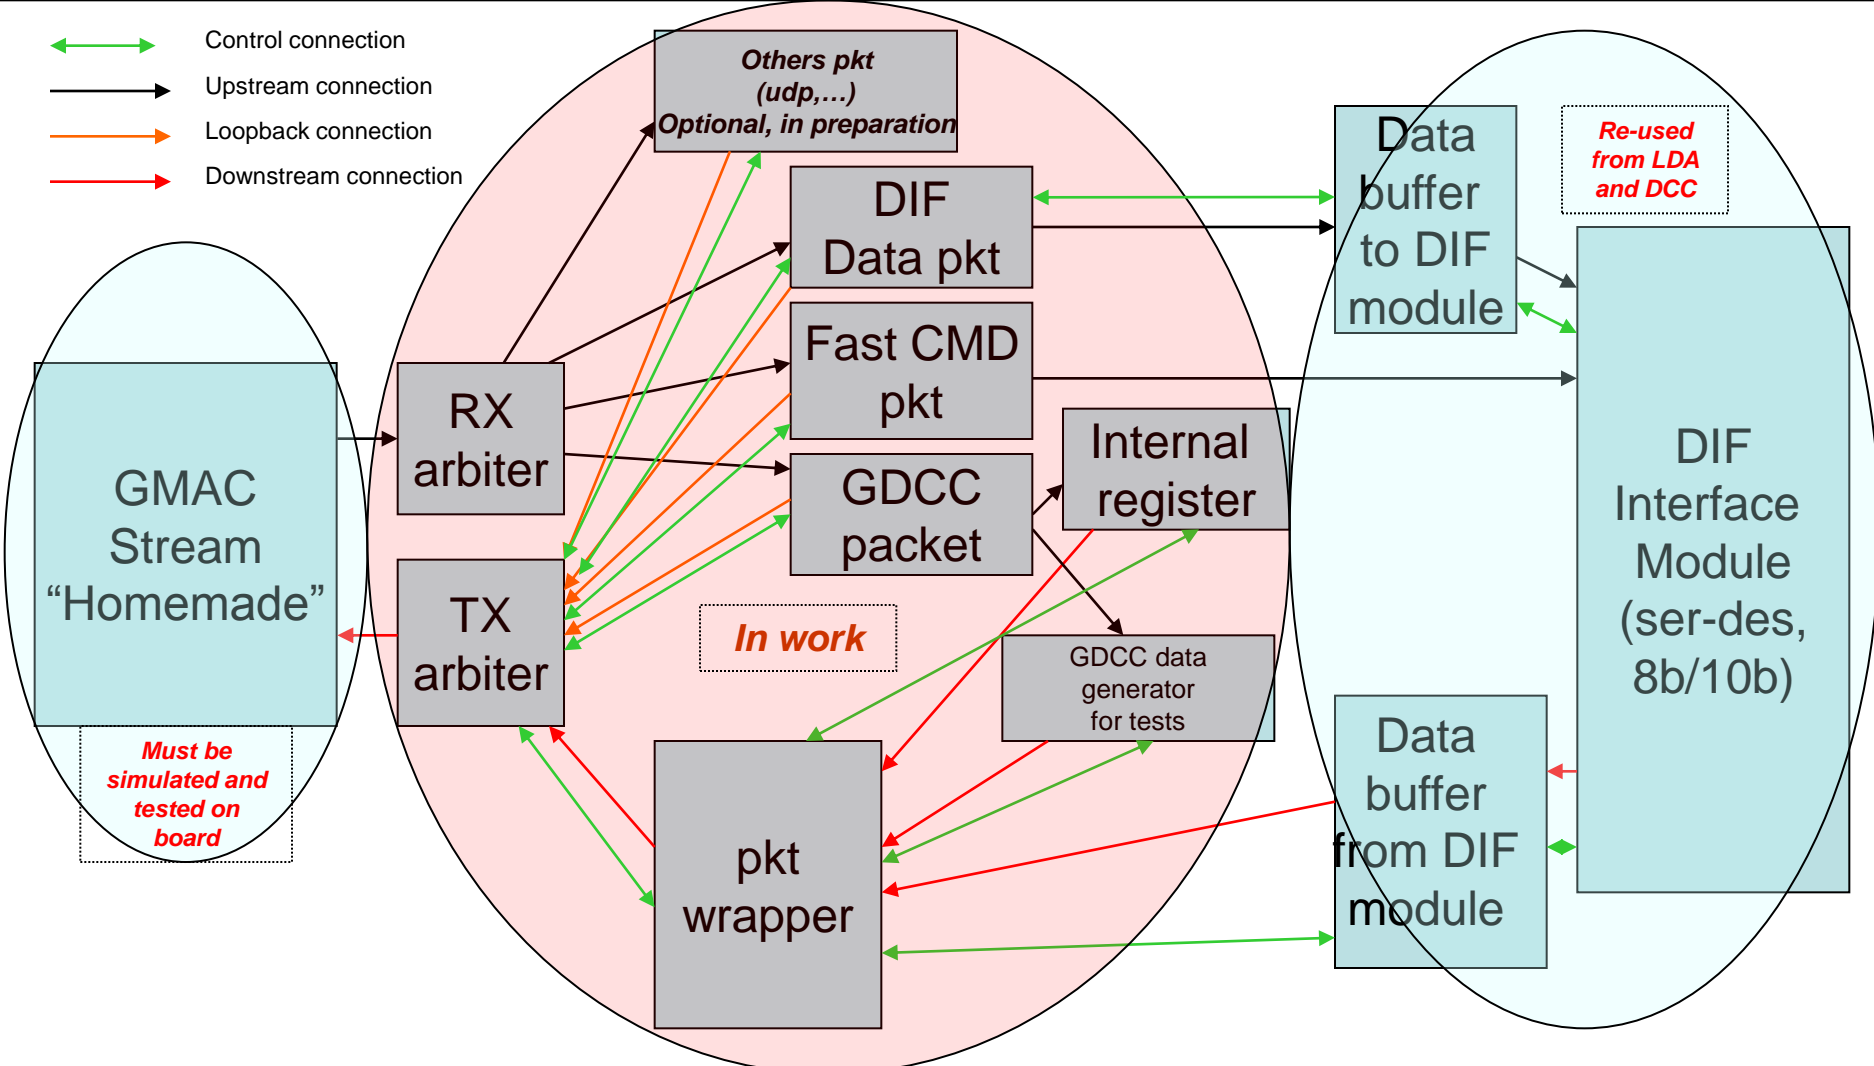 Control connection
Upstream connection
Loopback connection
Downstream connection
Others pkt
(udp,...)
Optional, in preparation
DIF
Data pkt
Fast CMD
pkt
GDCC
packet
RX
arbiter
TX
arbiter
GMAC
Stream
“Homemade”
Must be
simulated and
tested on
board
In work
Internal
register
GDCC data
generator
for tests
pkt
wrapper
Data
buffer
to DIF
module
Re-used
from LDA
and DCC
DIF
Interface
Module
(ser-des,
8b/10b)
Data
buffer
from DIF
module